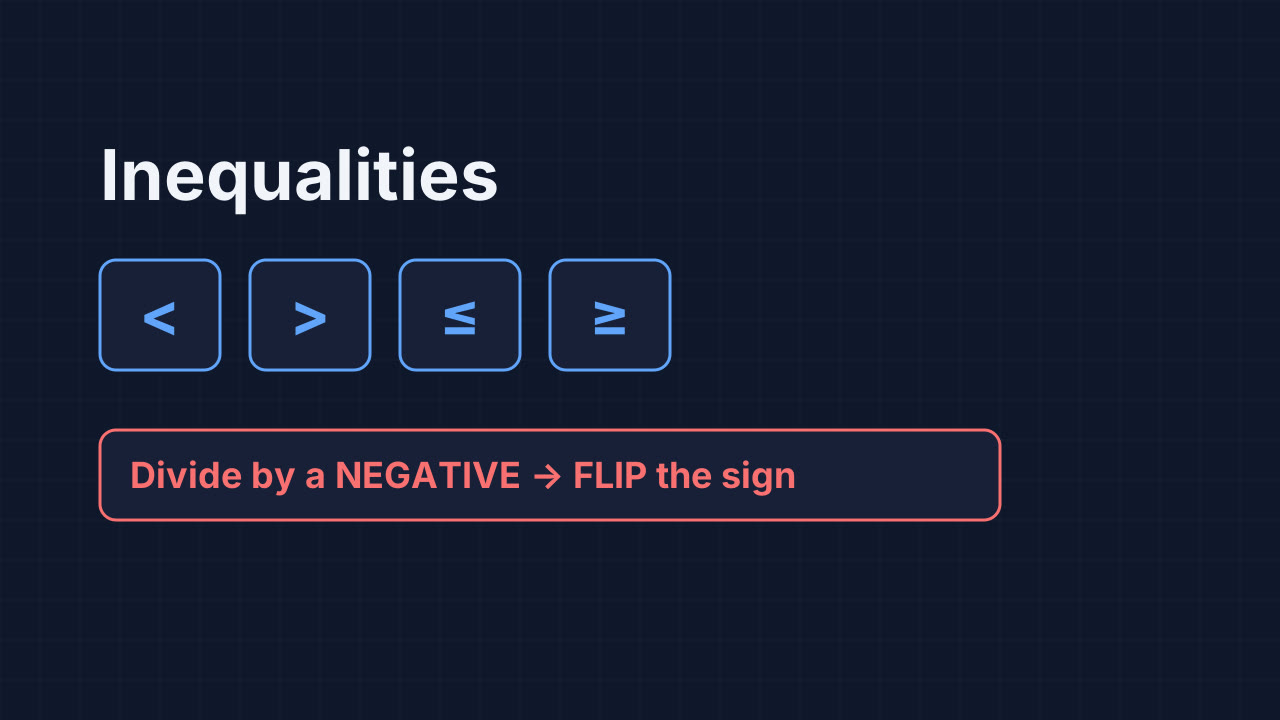 Inequalities
< > ≤ ≥
Divide by a NEGATIVE → FLIP the sign